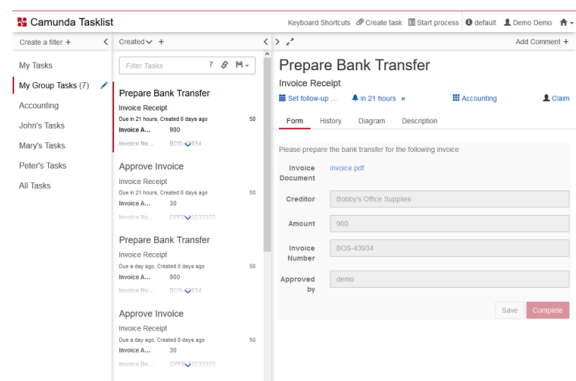 Camunda Tasklist
Keyboard Shortcuts Create task Start process default Demo Demo
Create a filter +
Created +
Add Comment +
My Tasks
My Group Tasks (7)
Accounting
John's Tasks
Mary's Tasks
Peter's Tasks
All Tasks
Filter Tasks 7
Prepare Bank Transfer
Invoice Receipt
Due in 21 hours, Created 6 days ago 50
Invoice A... 900
Invoice Nu... BOS-43934
Approve Invoice
Invoice Receipt
Due in 21 hours, Created 6 days ago 50
Invoice A... 30
Prepare Bank Transfer
Invoice Receipt
Due a day ago, Created 6 days ago 50
Invoice A... 900
Invoice Nu... BOS-43934
Approve Invoice
Invoice Receipt
Due a day ago, Created 6 days ago 50
Invoice A... 30
Prepare Bank Transfer
Invoice Receipt
Set follow-up ... in 21 hours × Accounting Claim
Form History Diagram Description
Please prepare the bank transfer for the following invoice
Invoice Document invoice.pdf
Creditor Bobby's Office Supplies
Amount 900
Invoice Number BOS-43934
Approved by demo
Save Complete